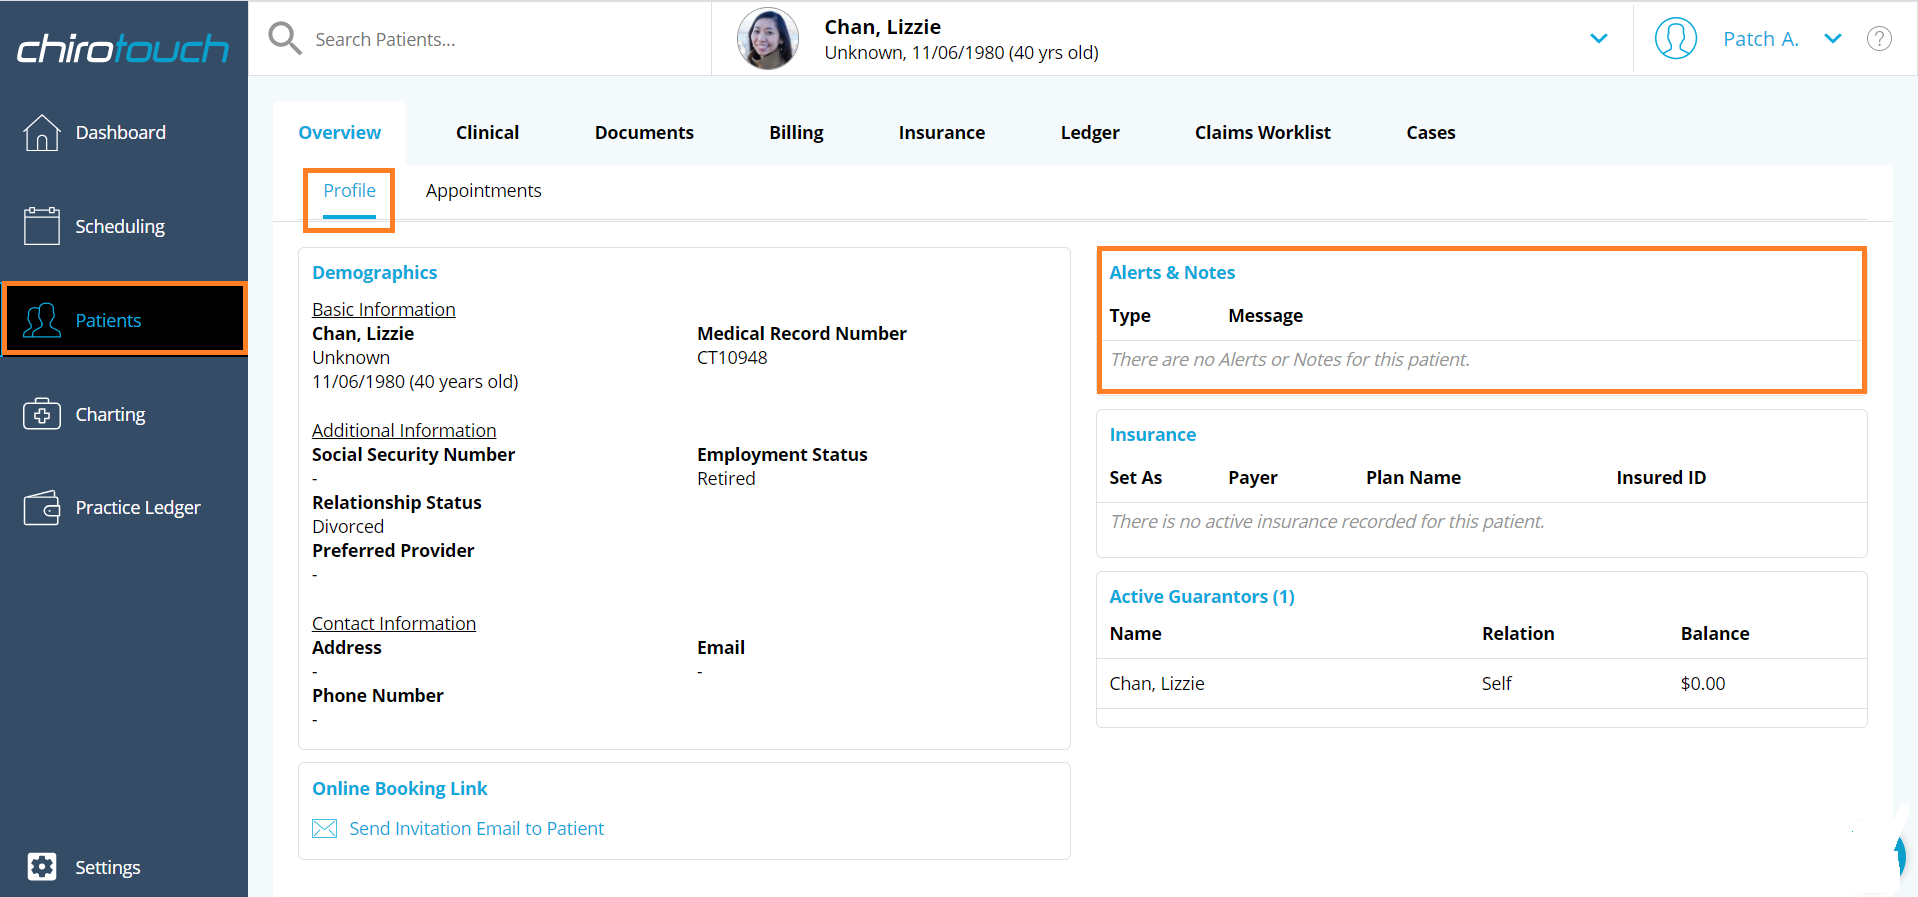 chirotouch
Search Patients...
Chan, Lizzie
Unknown, 11/06/1980 (40 yrs old)
Patch A.
?
Dashboard
Scheduling
Patients
Charting
Practice Ledger
Settings
Overview Clinical Documents Billing Insurance Ledger Claims Worklist Cases
Profile Appointments
Demographics
Basic Information
Chan, Lizzie Medical Record Number
Unknown CT10948
11/06/1980 (40 years old)
Additional Information
Social Security Number Employment Status
- Retired
Relationship Status
Divorced
Preferred Provider
-
Contact Information
Address Email
- -
Phone Number
-
Online Booking Link
Send Invitation Email to Patient
Alerts & Notes
Type Message
There are no Alerts or Notes for this patient.
Insurance
Set As Payer Plan Name Insured ID
There is no active insurance recorded for this patient.
Active Guarantors (1)
Name Relation Balance
Chan, Lizzie Self $0.00